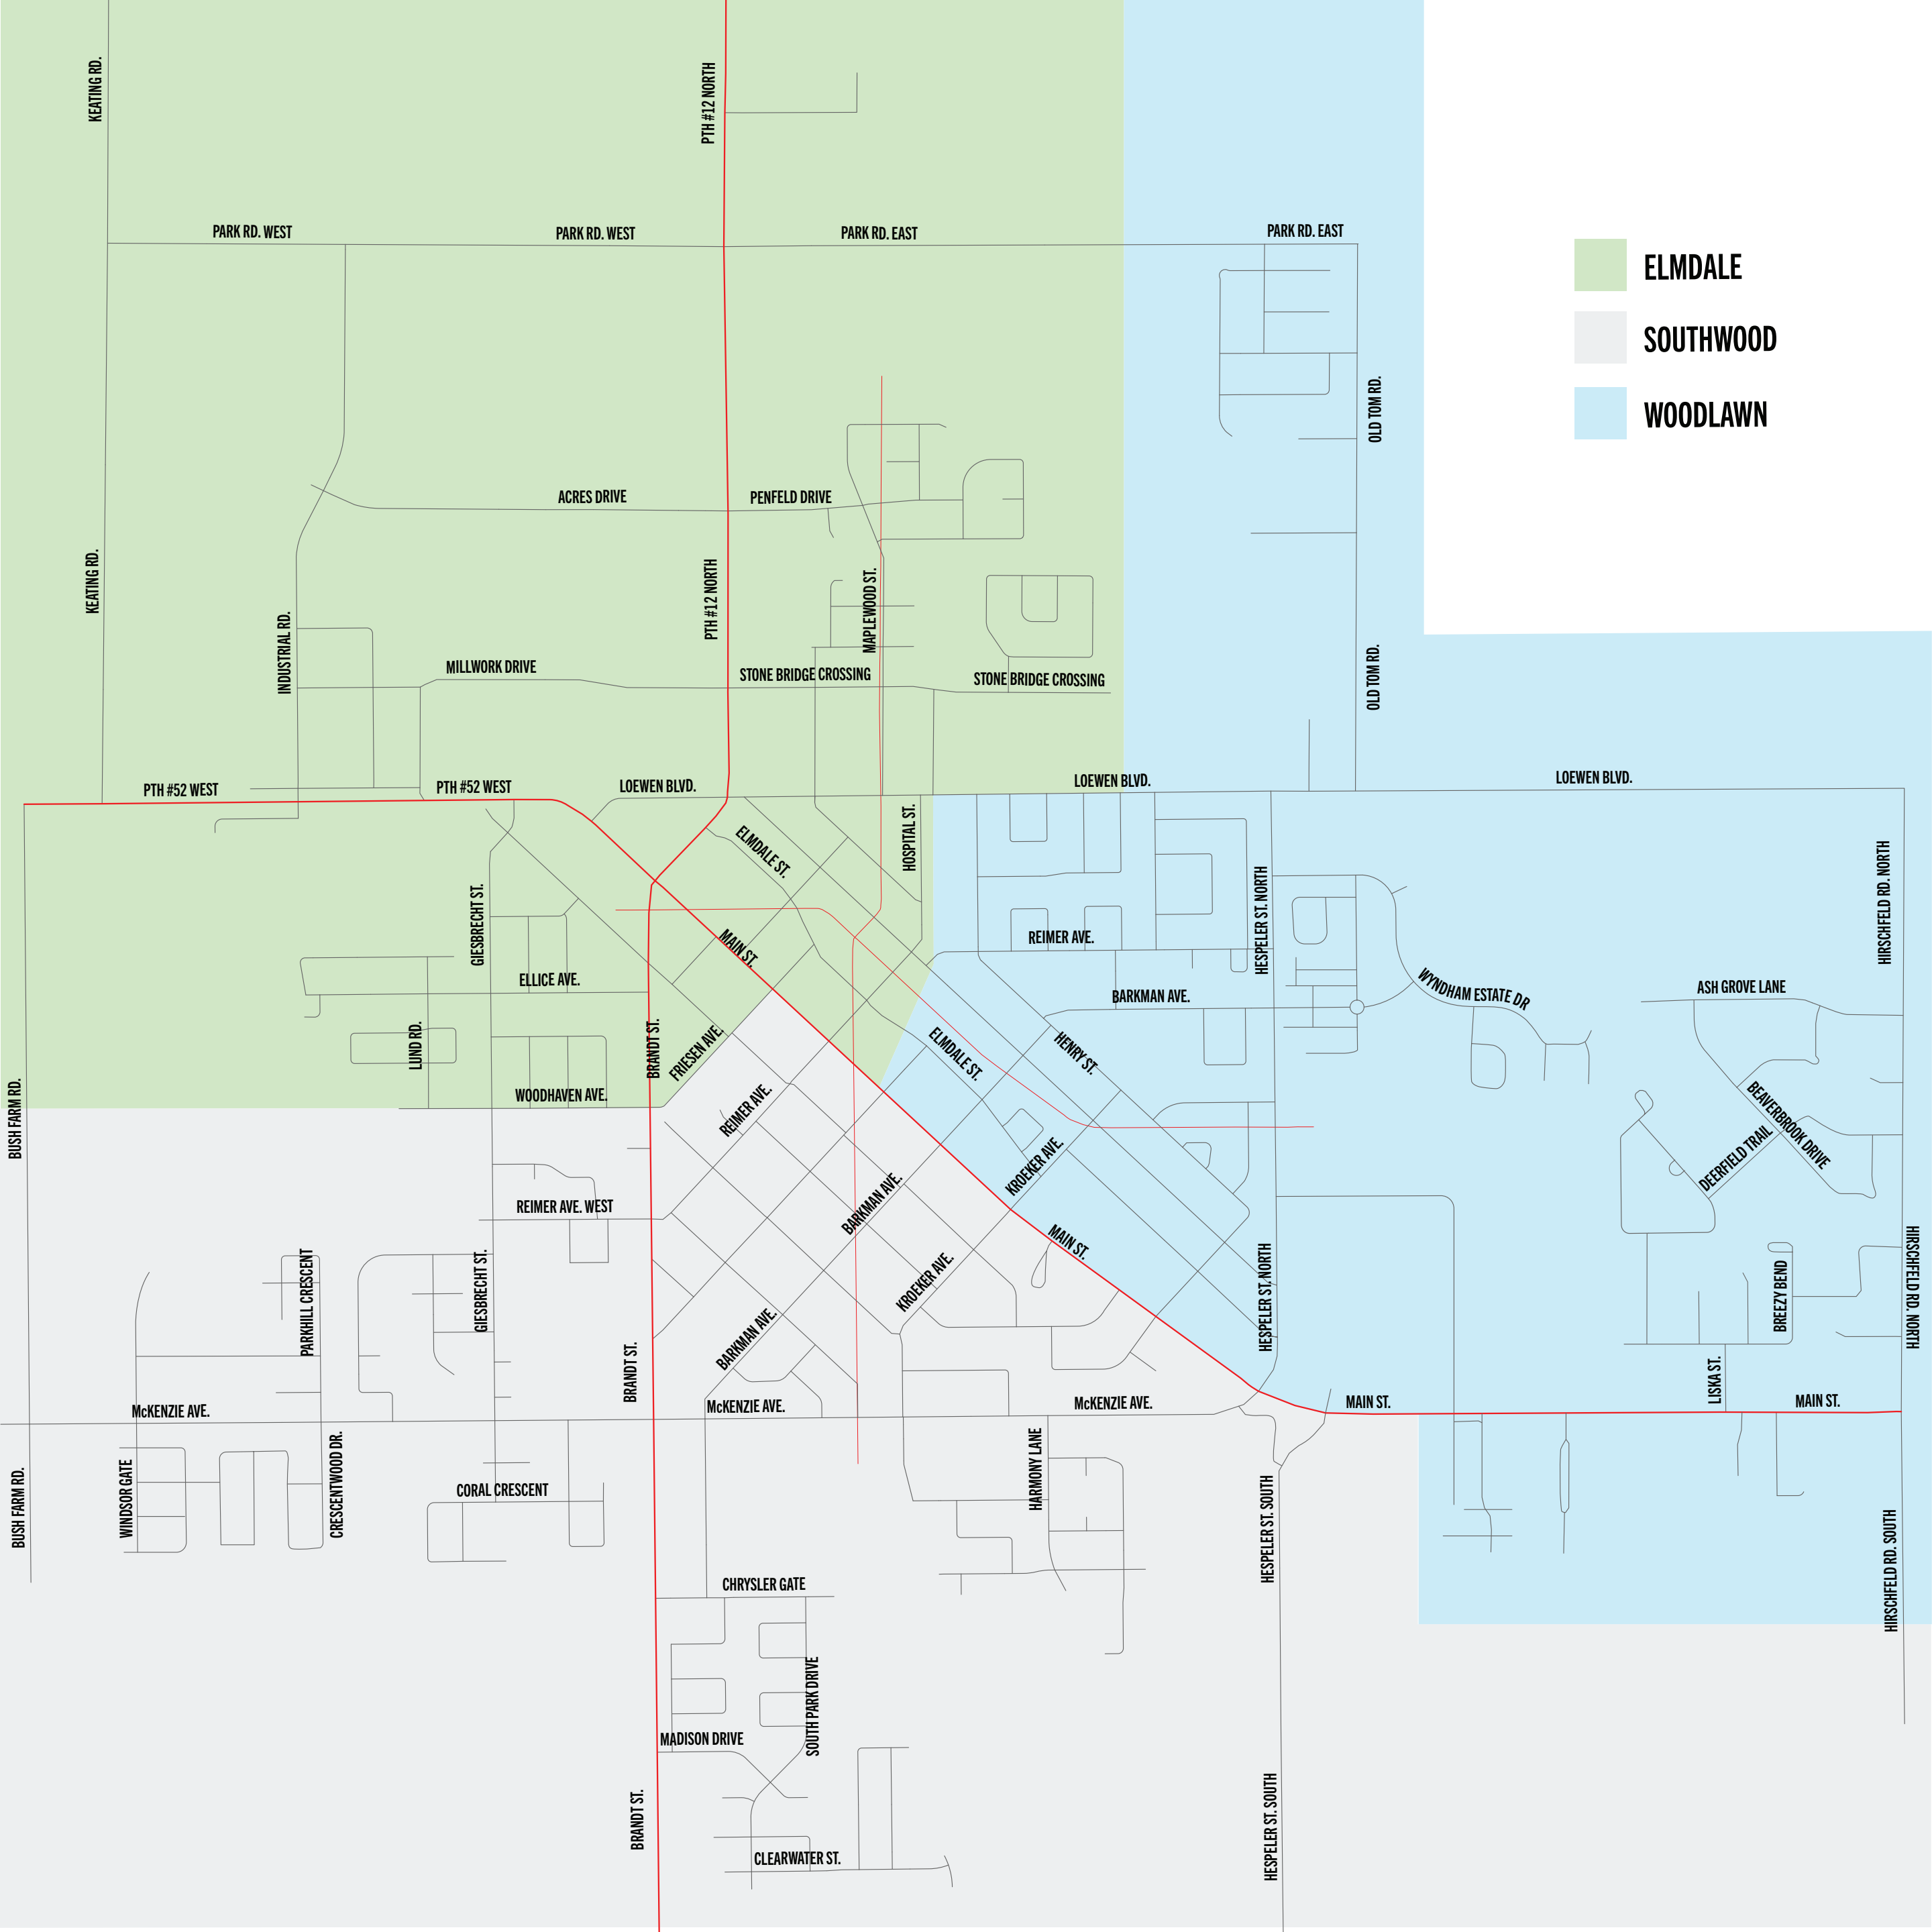 KEATING RD.
PTH #12 NORTH
PARK RD. WEST
PARK RD. WEST
PARK RD. EAST
PARK RD. EAST
ELMDALE
SOUTHWOOD
WOODLAWN
OLD TOM RD.
ACRES DRIVE
PENFELD DRIVE
KEATING RD.
PTH #12 NORTH
MAPLEWOOD ST.
INDUSTRIAL RD.
MILLWORK DRIVE
STONE BRIDGE CROSSING
STONE BRIDGE CROSSING
OLD TOM RD.
PTH #52 WEST
PTH #52 WEST
LOEWEN BLVD.
LOEWEN BLVD.
LOEWEN BLVD.
ELMDALE ST.
HOSPITAL ST.
HESPELER ST. NORTH
HIRSCHFELD RD. NORTH
GIESBRECHT ST.
MAIN ST.
REIMER AVE.
ELLICE AVE.
BARKMAN AVE.
WYNDHAM ESTATE DR
ASH GROVE LANE
LUND RD.
BRANDT ST.
FRIESEN AVE.
ELMDALE ST.
HENRY ST.
BUSH FARM RD.
WOODHAVEN AVE.
REIMER AVE.
BEAVERBROOK DRIVE
DEERFIELD TRAIL
KROEKER AVE.
BARKMAN AVE.
REIMER AVE. WEST
MAIN ST.
PARKHILL CRESCENT
GIESBRECHT ST.
KROEKER AVE.
HESPELER ST. NORTH
BREEZY BEND
HIRSCHFELD RD. NORTH
BARKMAN AVE.
BRANDT ST.
LISKA ST.
McKENZIE AVE.
McKENZIE AVE.
McKENZIE AVE.
MAIN ST.
MAIN ST.
BUSH FARM RD.
WINDSOR GATE
CRESCENTWOOD DR.
CORAL CRESCENT
HARMONY LANE
HESPELER ST. SOUTH
HIRSCHFELD RD. SOUTH
CHRYSLER GATE
SOUTH PARK DRIVE
MADISON DRIVE
BRANDT ST.
HESPELER ST. SOUTH
CLEARWATER ST.